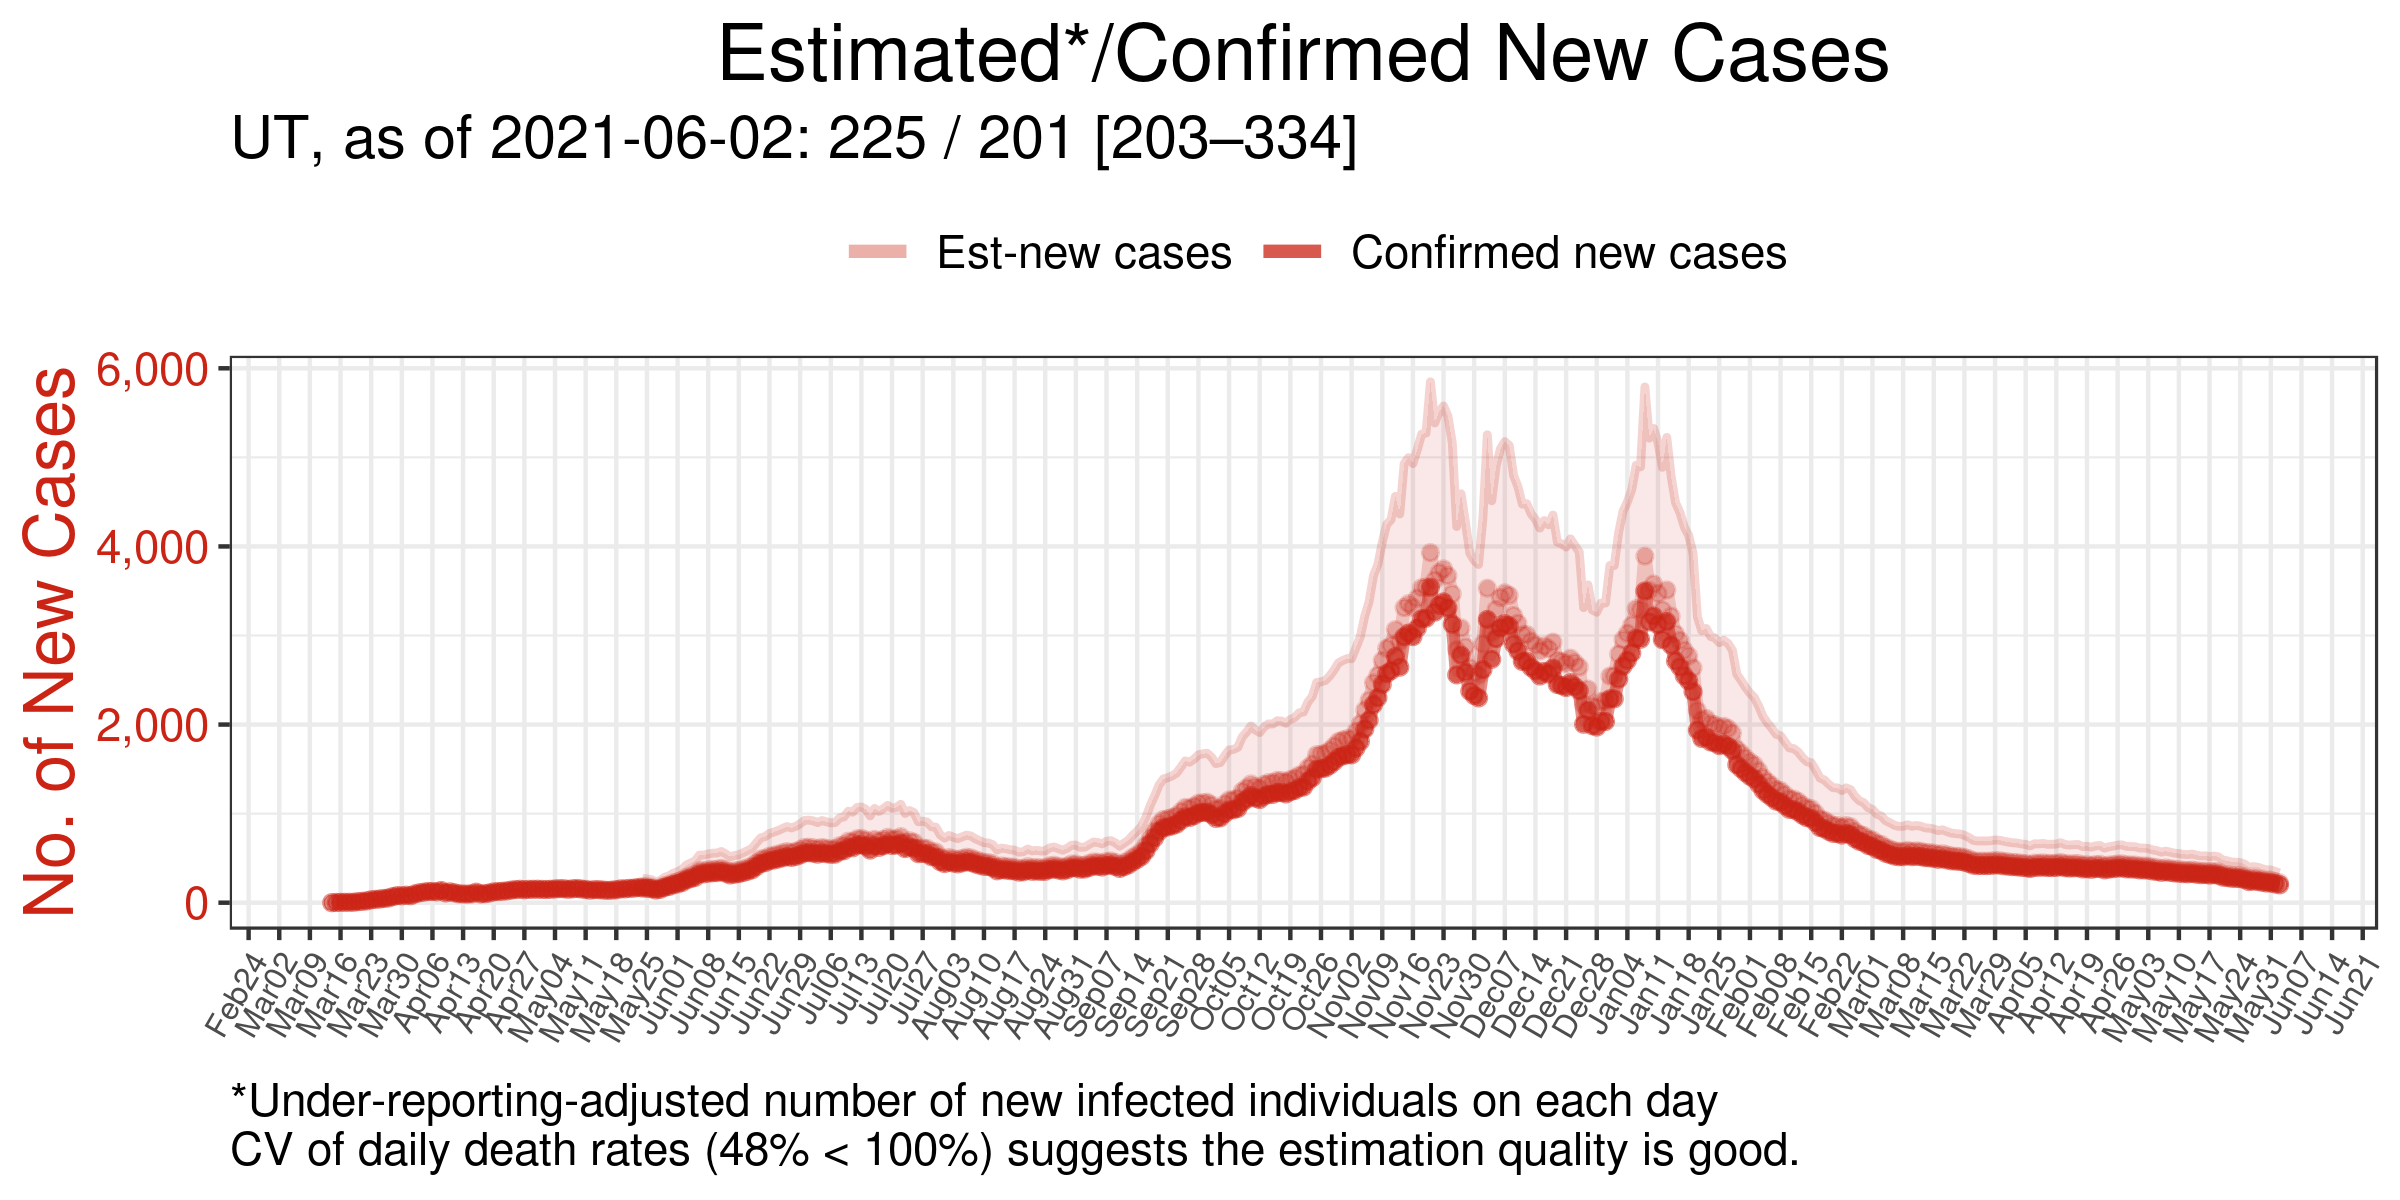 Estimated*/Confirmed New Cases
UT, as of 2021-06-02: 225 / 201 [203–334]
Est-new cases Confirmed new cases
No. of New Cases
6,000
4,000
2,000
0
Feb24 Mar02 Mar09 Mar16 Mar23 Mar30 Apr06 Apr13 Apr20 Apr27 May04 May11 May18 May25 Jun01 Jun08 Jun15 Jun22 Jun29 Jul06 Jul13 Jul20 Jul27 Aug03 Aug10 Aug17 Aug24 Aug31 Sep07 Sep14 Sep21 Sep28 Oct05 Oct12 Oct19 Oct26 Nov02 Nov09 Nov16 Nov23 Nov30 Dec07 Dec14 Dec21 Dec28 Jan04 Jan11 Jan18 Jan25 Feb01 Feb08 Feb15 Feb22 Mar01 Mar08 Mar15 Mar22 Mar29 Apr05 Apr12 Apr19 Apr26 May03 May10 May17 May24 May31 Jun07 Jun14 Jun21
*Under-reporting-adjusted number of new infected individuals on each day
CV of daily death rates (48% < 100%) suggests the estimation quality is good.